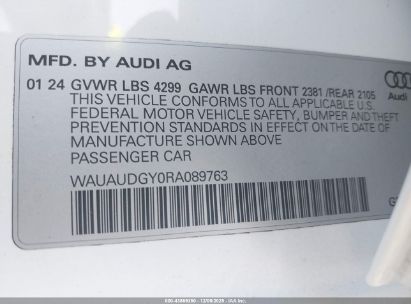 MFD. BY AUDI AG
01 24 GVWR LBS 4299 GAWR LBS FRONT 2381 /REAR 2105
THIS VEHICLE CONFORMS TO ALL APPLICABLE U.S.
FEDERAL MOTOR VEHICLE SAFETY, BUMPER AND THEFT
PREVENTION STANDARDS IN EFFECT ON THE DATE OF
MANUFACTURE SHOWN ABOVE
PASSENGER CAR
WAUAUDGY0RA089763